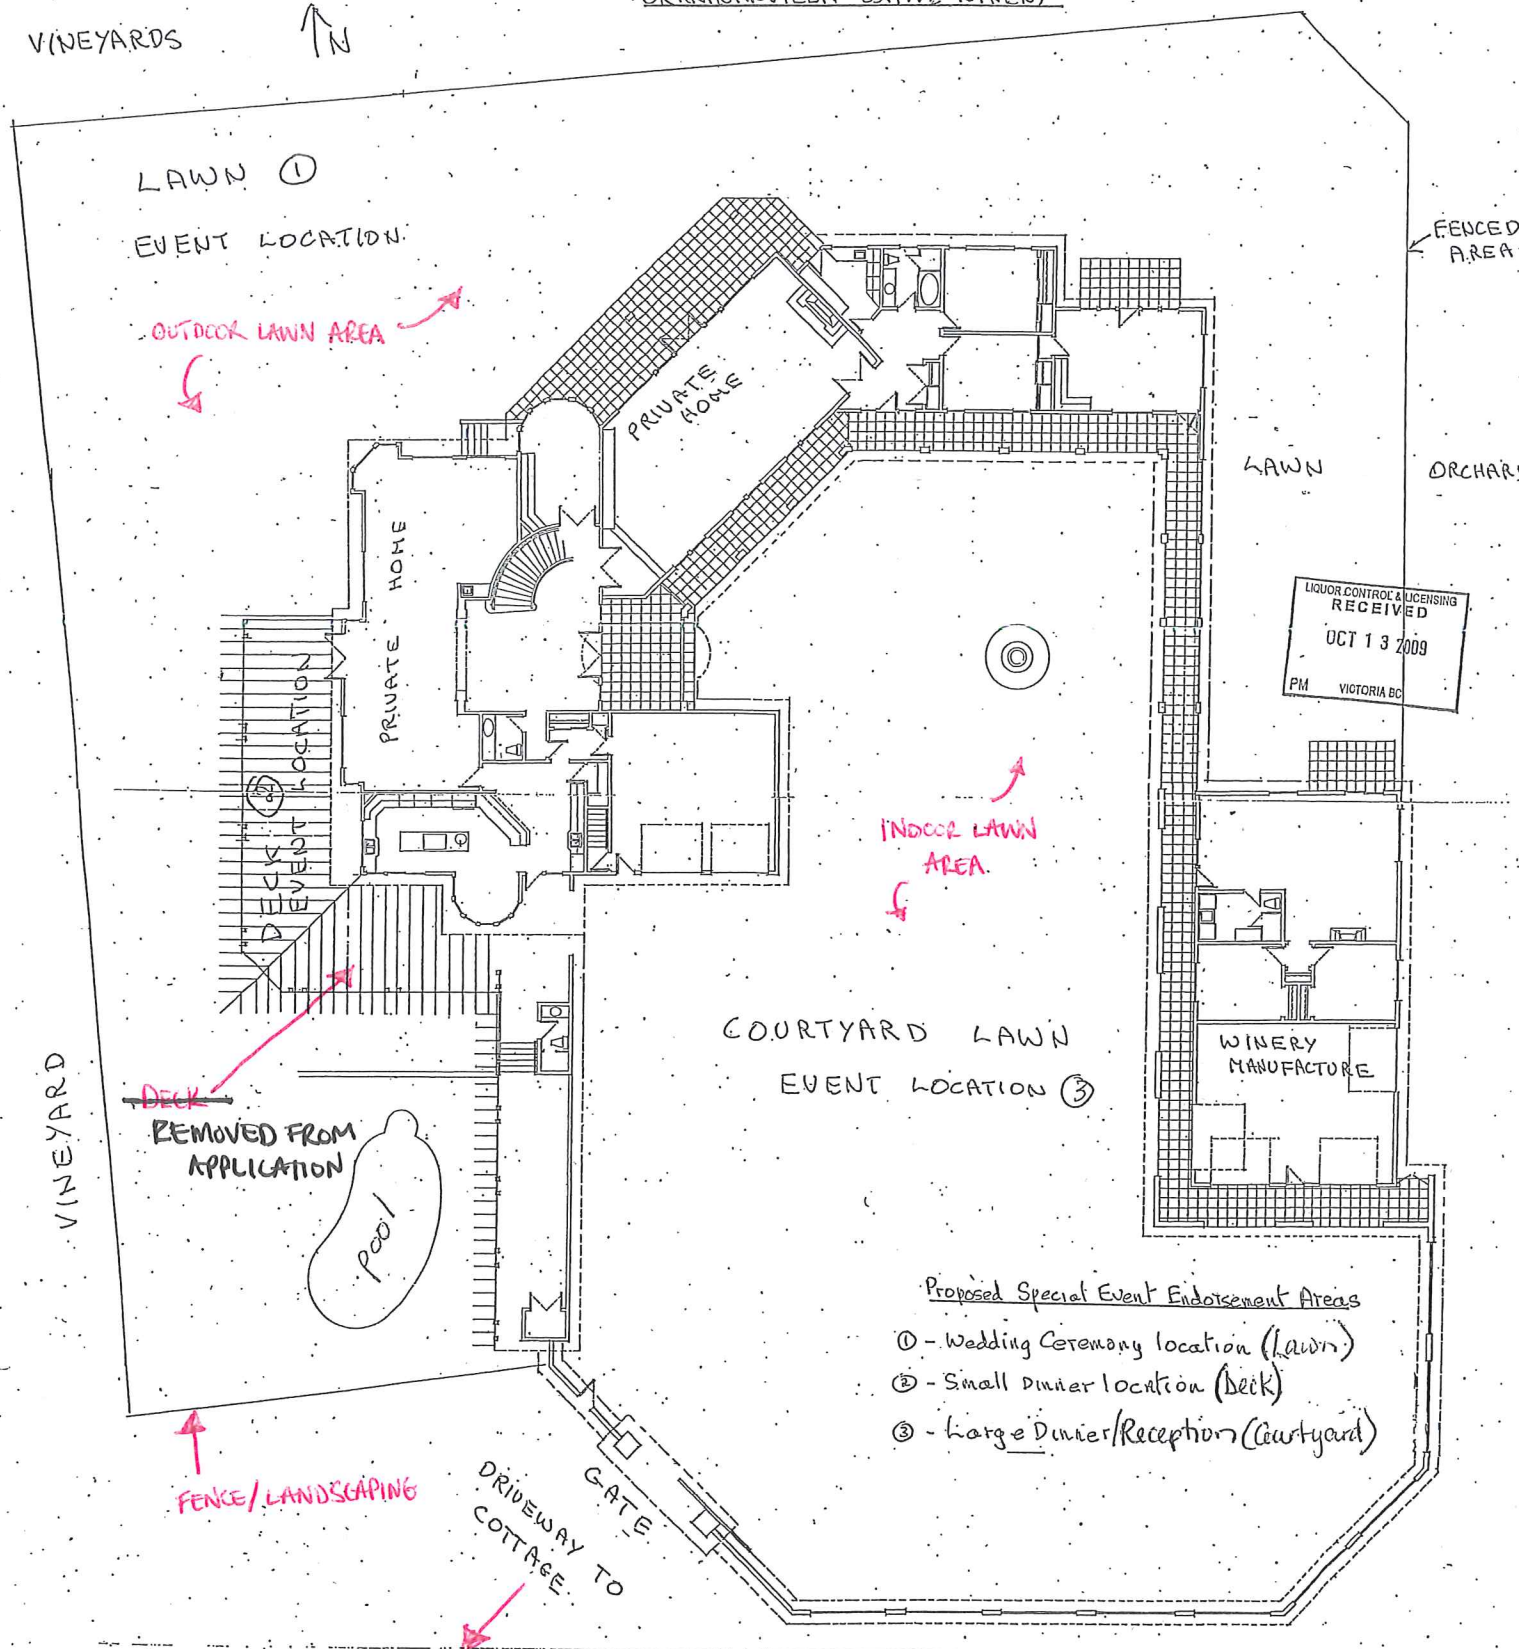 VINEYARDS
N
LAWN ①
EVENT LOCATION
OUTDOOR LAWN AREA
FENCED
AREA
PRIVATE
HOME
LAWN
ORCHAR
PRIVATE HOME
LIQUOR CONTROL & LICENSING
RECEIVED
OCT 13 2009
PM VICTORIA BC
DECK ②
EVENT LOCATION
INDOOR LAWN
AREA.
COURTYARD LAWN
EVENT LOCATION ③
WINERY
MANUFACTURE
VINEYARD
DECK
REMOVED FROM
APPLICATION
POOl
Proposed Special Event Endorsement Areas
① - Wedding Ceremony location (Lawn)
② - Small Dinner location (Deck)
③ - Large Dinner/Reception (Courtyard)
FENCE/LANDSCAPING
GATE
DRIVEWAY TO
COTTAGE